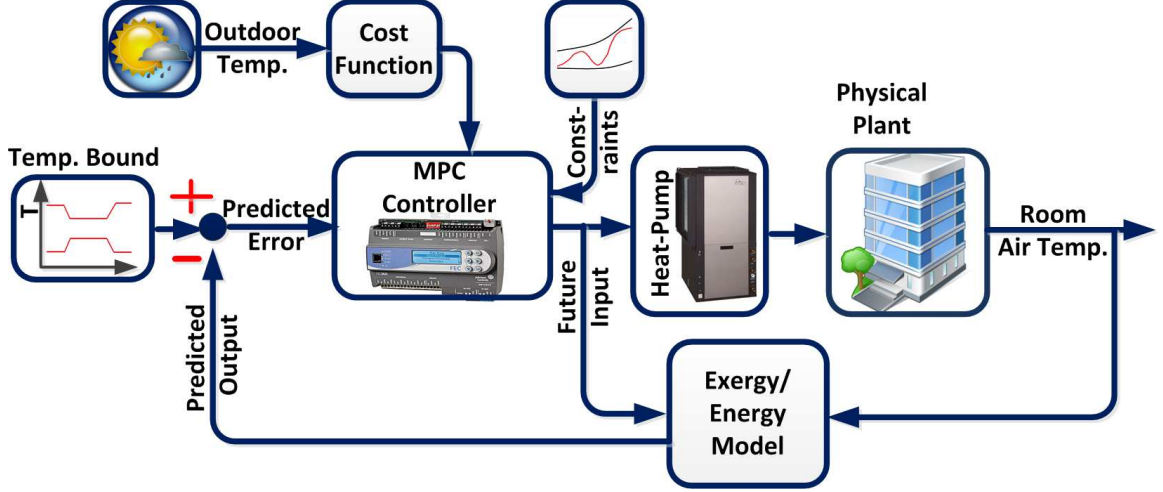 Outdoor
Temp.
Cost
Function
Const-
raints
Physical
Plant
Temp. Bound
T
+
−
Predicted
Error
MPC
Controller
FEC
Heat-Pump
Room
Air Temp.
Future
Input
Predicted
Output
Exergy/
Energy
Model